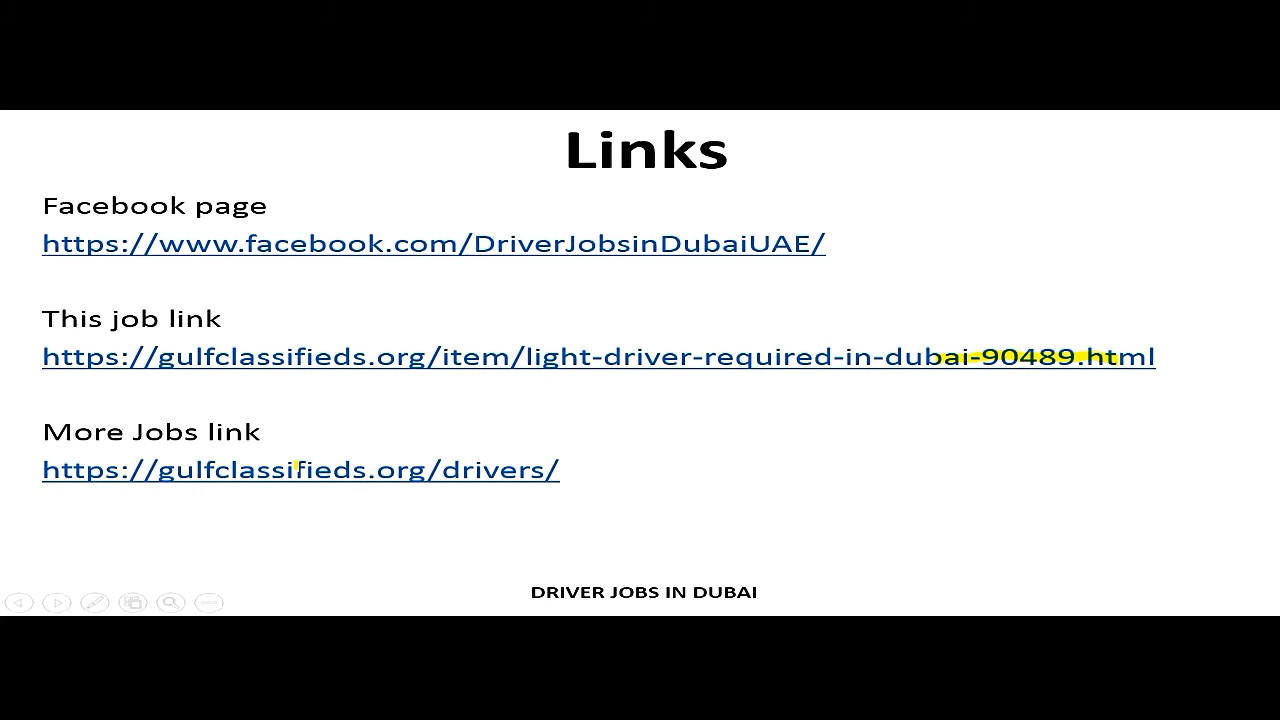 Links
Facebook page
https://www.facebook.com/DriverJobsinDubaiUAE/
This job link
https://gulfclassifieds.org/item/light-driver-required-in-dubai-90489.html
More Jobs link
https://gulfclassifieds.org/drivers/
DRIVER JOBS IN DUBAI